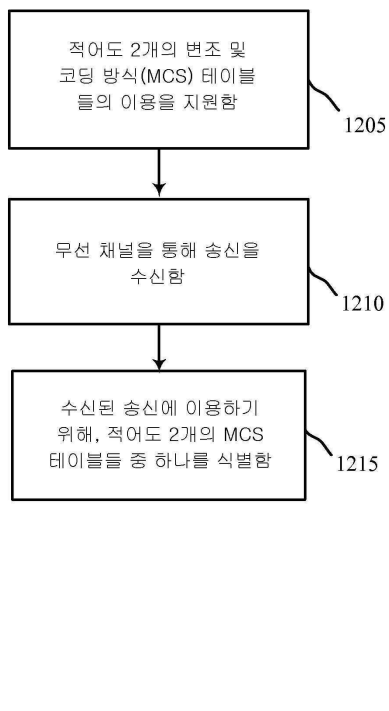 적어도 2개의 변조 및
코딩 방식(MCS) 테이블
들의 이용을 지원함
1205
무선 채널을 통해 송신을
수신함
1210
수신된 송신에 이용하기
위해, 적어도 2개의 MCS
테이블들 중 하나를 식별함
1215